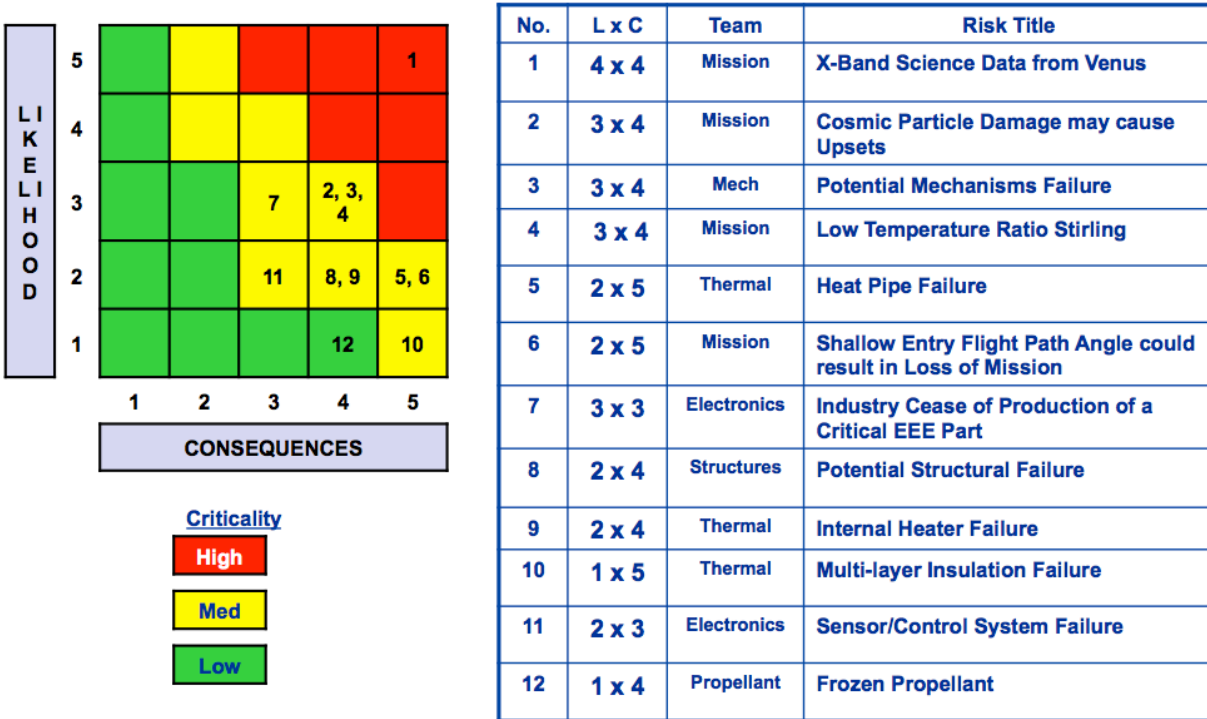 LIKELIHOOD
5 1
4
3 7 2, 3,
4
2 11 8, 9 5, 6
1 12 10
1 2 3 4 5
CONSEQUENCES
Criticality
High
Med
Low
No. L x C Team Risk Title
1 4 x 4 Mission X-Band Science Data from Venus
2 3 x 4 Mission Cosmic Particle Damage may cause
Upsets
3 3 x 4 Mech Potential Mechanisms Failure
4 3 x 4 Mission Low Temperature Ratio Stirling
5 2 x 5 Thermal Heat Pipe Failure
6 2 x 5 Mission Shallow Entry Flight Path Angle could
result in Loss of Mission
7 3 x 3 Electronics Industry Cease of Production of a
Critical EEE Part
8 2 x 4 Structures Potential Structural Failure
9 2 x 4 Thermal Internal Heater Failure
10 1 x 5 Thermal Multi-layer Insulation Failure
11 2 x 3 Electronics Sensor/Control System Failure
12 1 x 4 Propellant Frozen Propellant